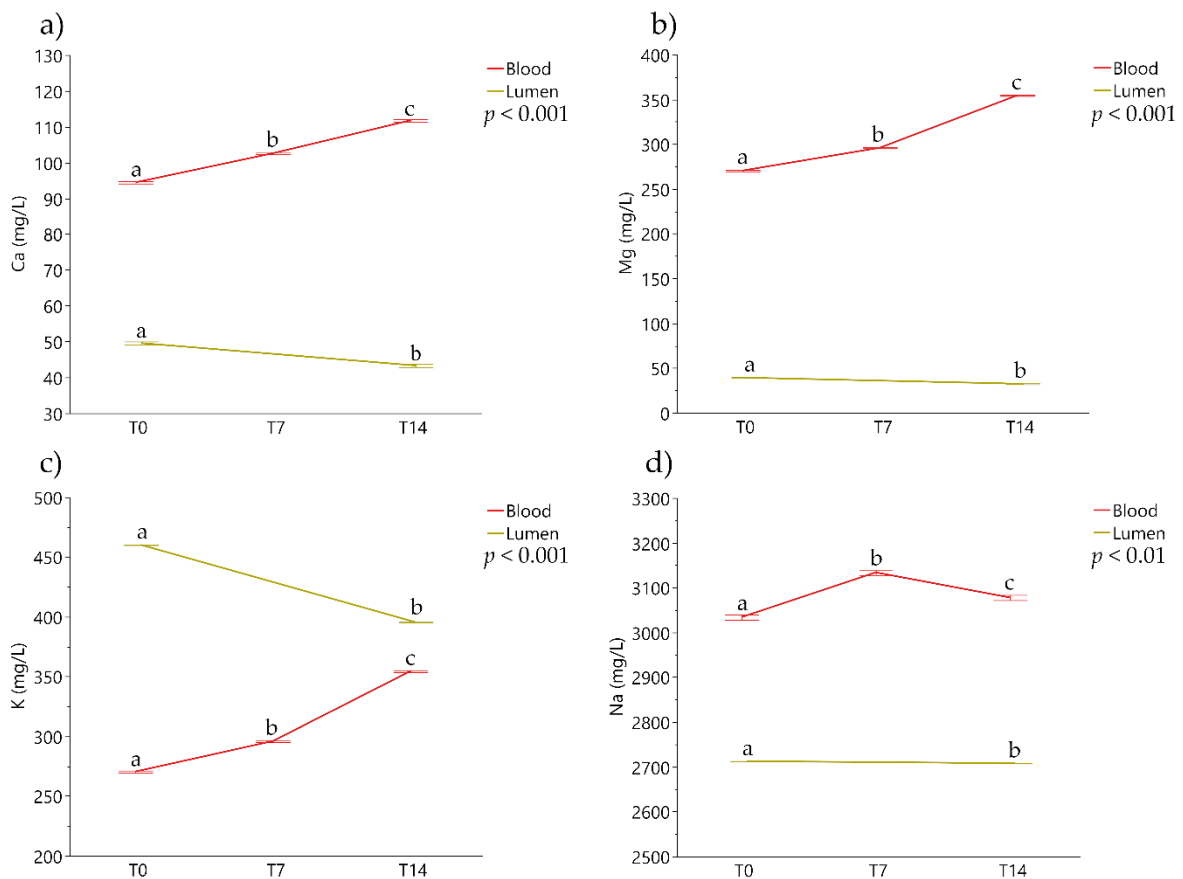 a)
130
120
110
100
90
80
70
60
50
40
30
Ca (mg/L)
a
b
c
a
b
T0 T7 T14
Blood
Lumen
p < 0.001
b)
400
350
300
250
200
150
100
50
0
Mg (mg/L)
a
b
c
a
b
T0 T7 T14
Blood
Lumen
p < 0.001
c)
500
450
400
350
300
250
200
K (mg/L)
a
b
a
b
c
T0 T7 T14
Blood
Lumen
p < 0.001
d)
3300
3200
3100
3000
2900
2800
2700
2600
2500
Na (mg/L)
a
b
c
a
b
T0 T7 T14
Blood
Lumen
p < 0.01